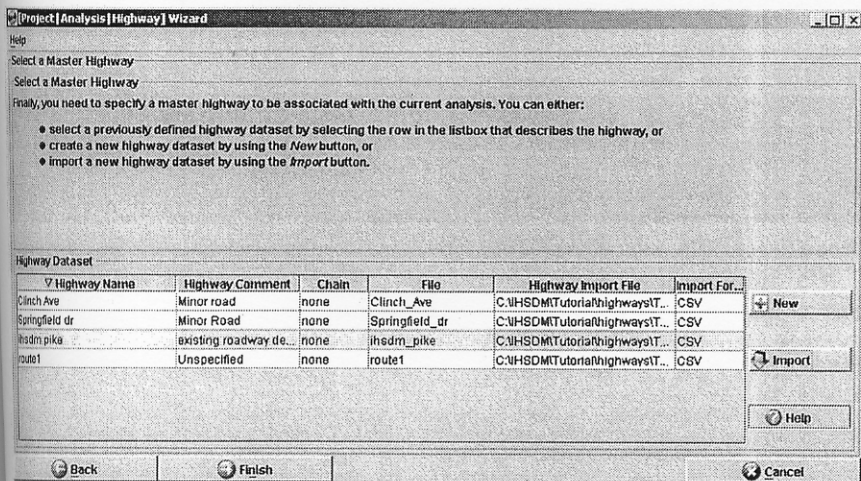 [Project|Analysis|Highway] Wizard
Help
Select a Master Highway
Select a Master Highway
Finally, you need to specify a master highway to be associated with the current analysis. You can either:
● select a previously defined highway dataset by selecting the row in the listbox that describes the highway, or
● create a new highway dataset by using the New button, or
● import a new highway dataset by using the Import button.
Highway Dataset
▽ Highway Name Highway Comment Chain File Highway Import File Import For...
Clinch Ave Minor road none Clinch_Ave C:\IHSDM\Tutorial\highways\T... CSV
Springfield dr Minor Road none Springfield_dr C:\IHSDM\Tutorial\highways\T... CSV
ihsdm pike existing roadway de... none ihsdm_pike C:\IHSDM\Tutorial\highways\T... CSV
route1 Unspecified none route1 C:\IHSDM\Tutorial\highways\T... CSV
New
Import
Help
Back Finish Cancel